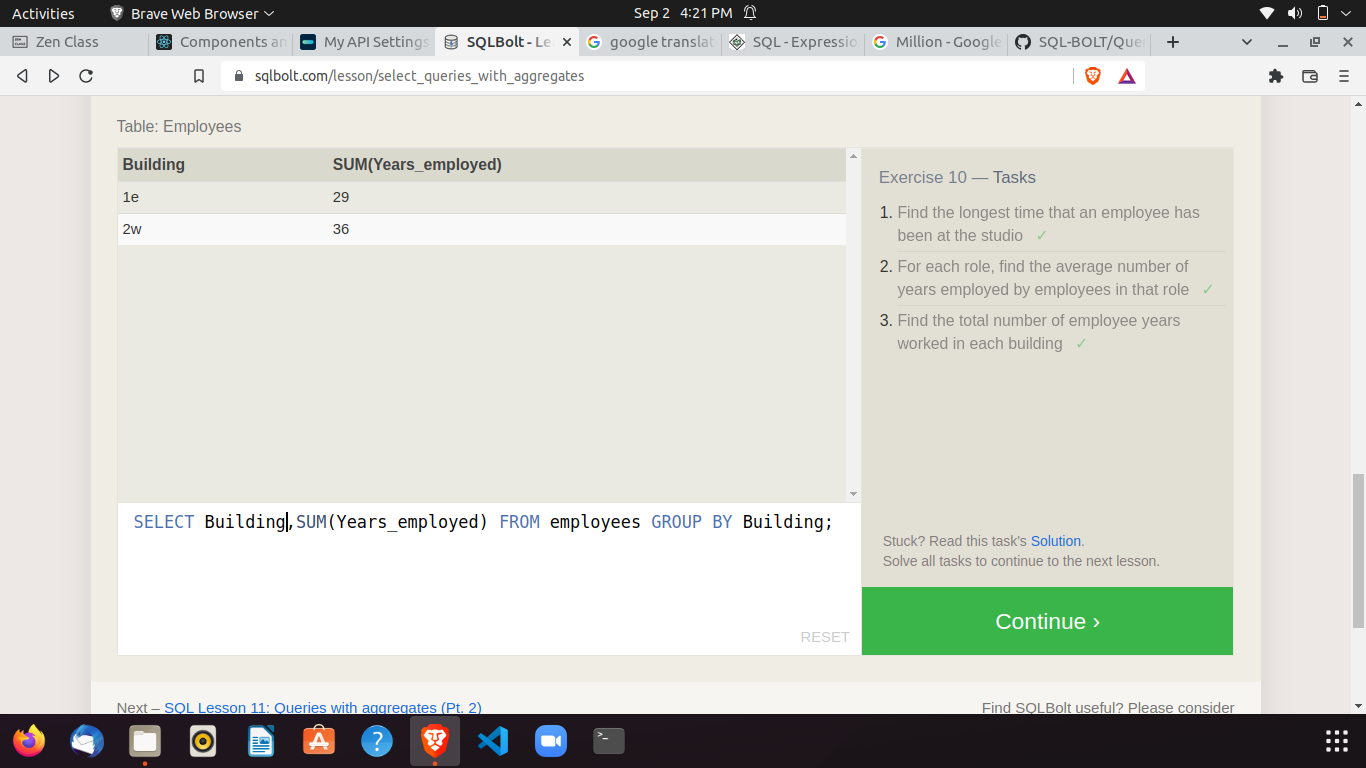 Activities Brave Web Browser Sep 2 4:21 PM
Zen Class Components an My API Settings SQLBolt - Le google translat SQL - Expressio Million - Google SQL-BOLT/Quer
sqlbolt.com/lesson/select_queries_with_aggregates
Table: Employees
Building SUM(Years_employed)
1e 29
2w 36
SELECT Building,SUM(Years_employed) FROM employees GROUP BY Building;
RESET
Exercise 10 — Tasks
1. Find the longest time that an employee has
been at the studio ✓
2. For each role, find the average number of
years employed by employees in that role ✓
3. Find the total number of employee years
worked in each building ✓
Stuck? Read this task's Solution.
Solve all tasks to continue to the next lesson.
Continue ›
Next – SQL Lesson 11: Queries with aggregates (Pt. 2)
Find SQLBolt useful? Please consider